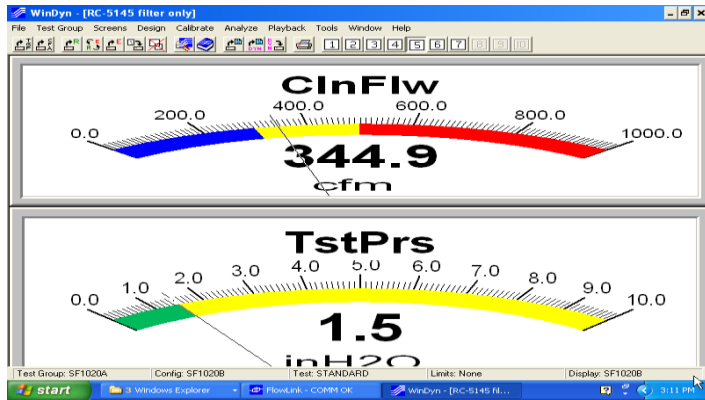 WinDyn - [RC-5145 filter only]
File Test Group Screens Design Calibrate Analyze Playback Tools Window Help
1 2 3 4 5 6 7 8 9 10
ClnFlw
0.0 200.0 400.0 600.0 800.0 1000.0
344.9
cfm
TstPrs
0.0 1.0 2.0 3.0 4.0 5.0 6.0 7.0 8.0 9.0 10.0
1.5
inH2O
Test Group: SF1020A Config: SF1020B Test: STANDARD Limits: None Display: SF1020B
start 3 Windows Explorer FlowLink - COMM OK WinDyn - [RC-5145 fil... 3:11 PM